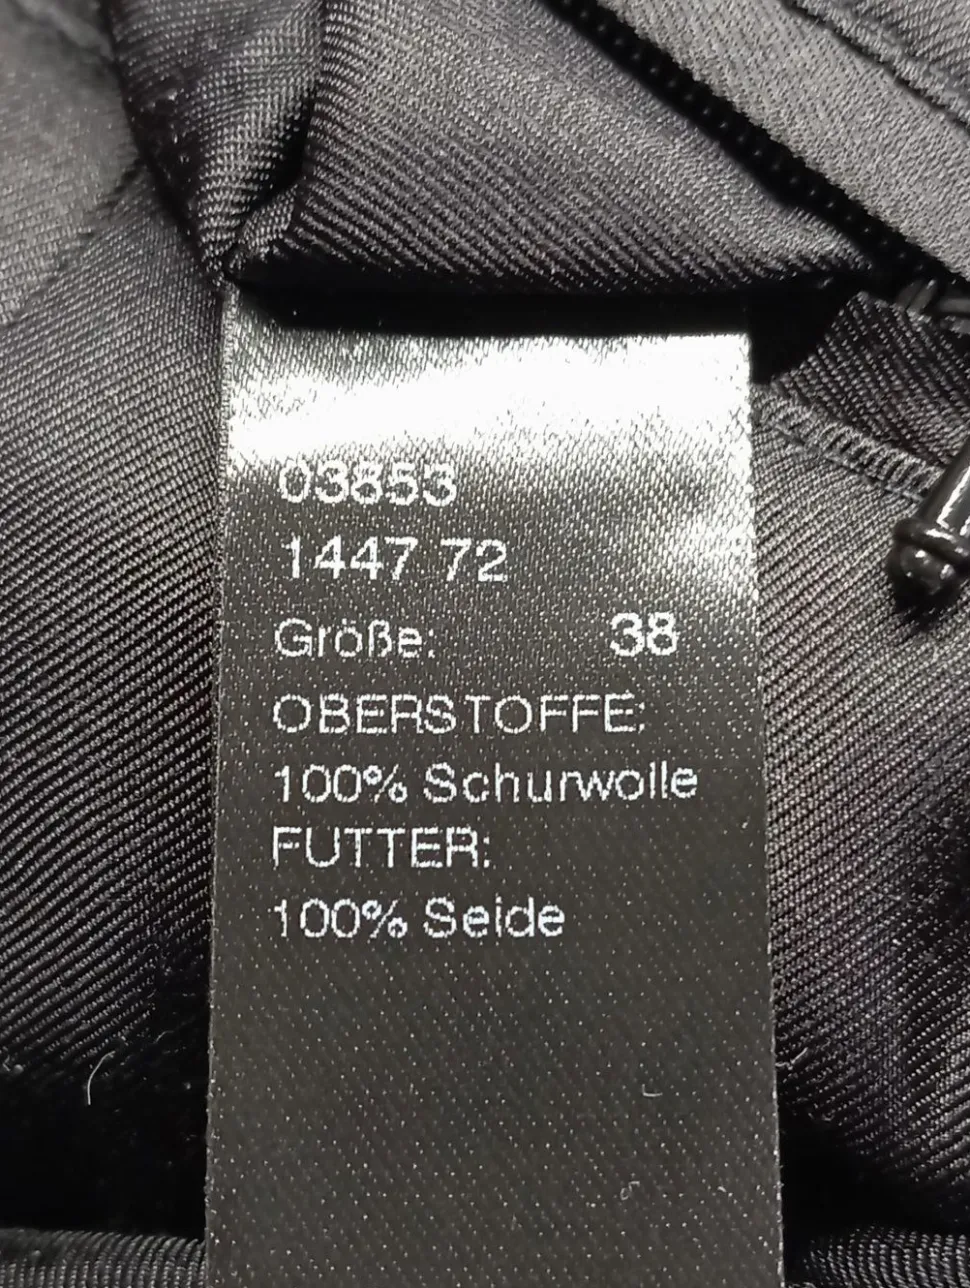 03853
1447 72
Größe: 38
OBERSTOFFE:
100% Schurwolle
FUTTER:
100% Seide